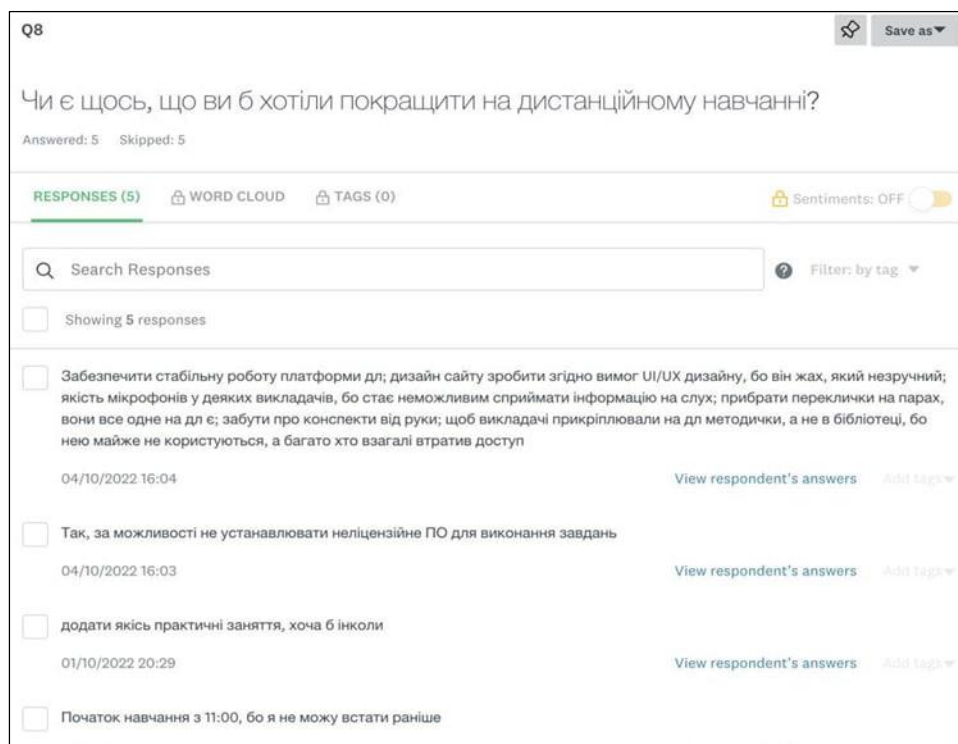 Q8
Save as
Чи є щось, що ви б хотіли покращити на дистанційному навчанні?
Answered: 5 Skipped: 5
RESPONSES (5) WORD CLOUD TAGS (0) Sentiments: OFF
Search Responses Filter: by tag
Showing 5 responses
Забезпечити стабільну роботу платформи дл; дизайн сайту зробити згідно вимог UI/UX дизайну, бо він жах, який незручний;
якість мікрофонів у деяких викладачів, бо стає неможливим сприймати інформацію на слух; прибрати переклички на парах,
вони все одне на дл є; забути про конспекти від руки; щоб викладачі прикріплювали на дл методички, а не в бібліотеці, бо
нею майже не користуються, а багато хто взагалі втратив доступ
04/10/2022 16:04 View respondent's answers Add tags
Так, за можливості не устанавлювати неліцензійне ПО для виконання завдань
04/10/2022 16:03 View respondent's answers Add tags
додати якісь практичні заняття, хоча б інколи
01/10/2022 20:29 View respondent's answers Add tags
Початок навчання з 11:00, бо я не можу встати раніше